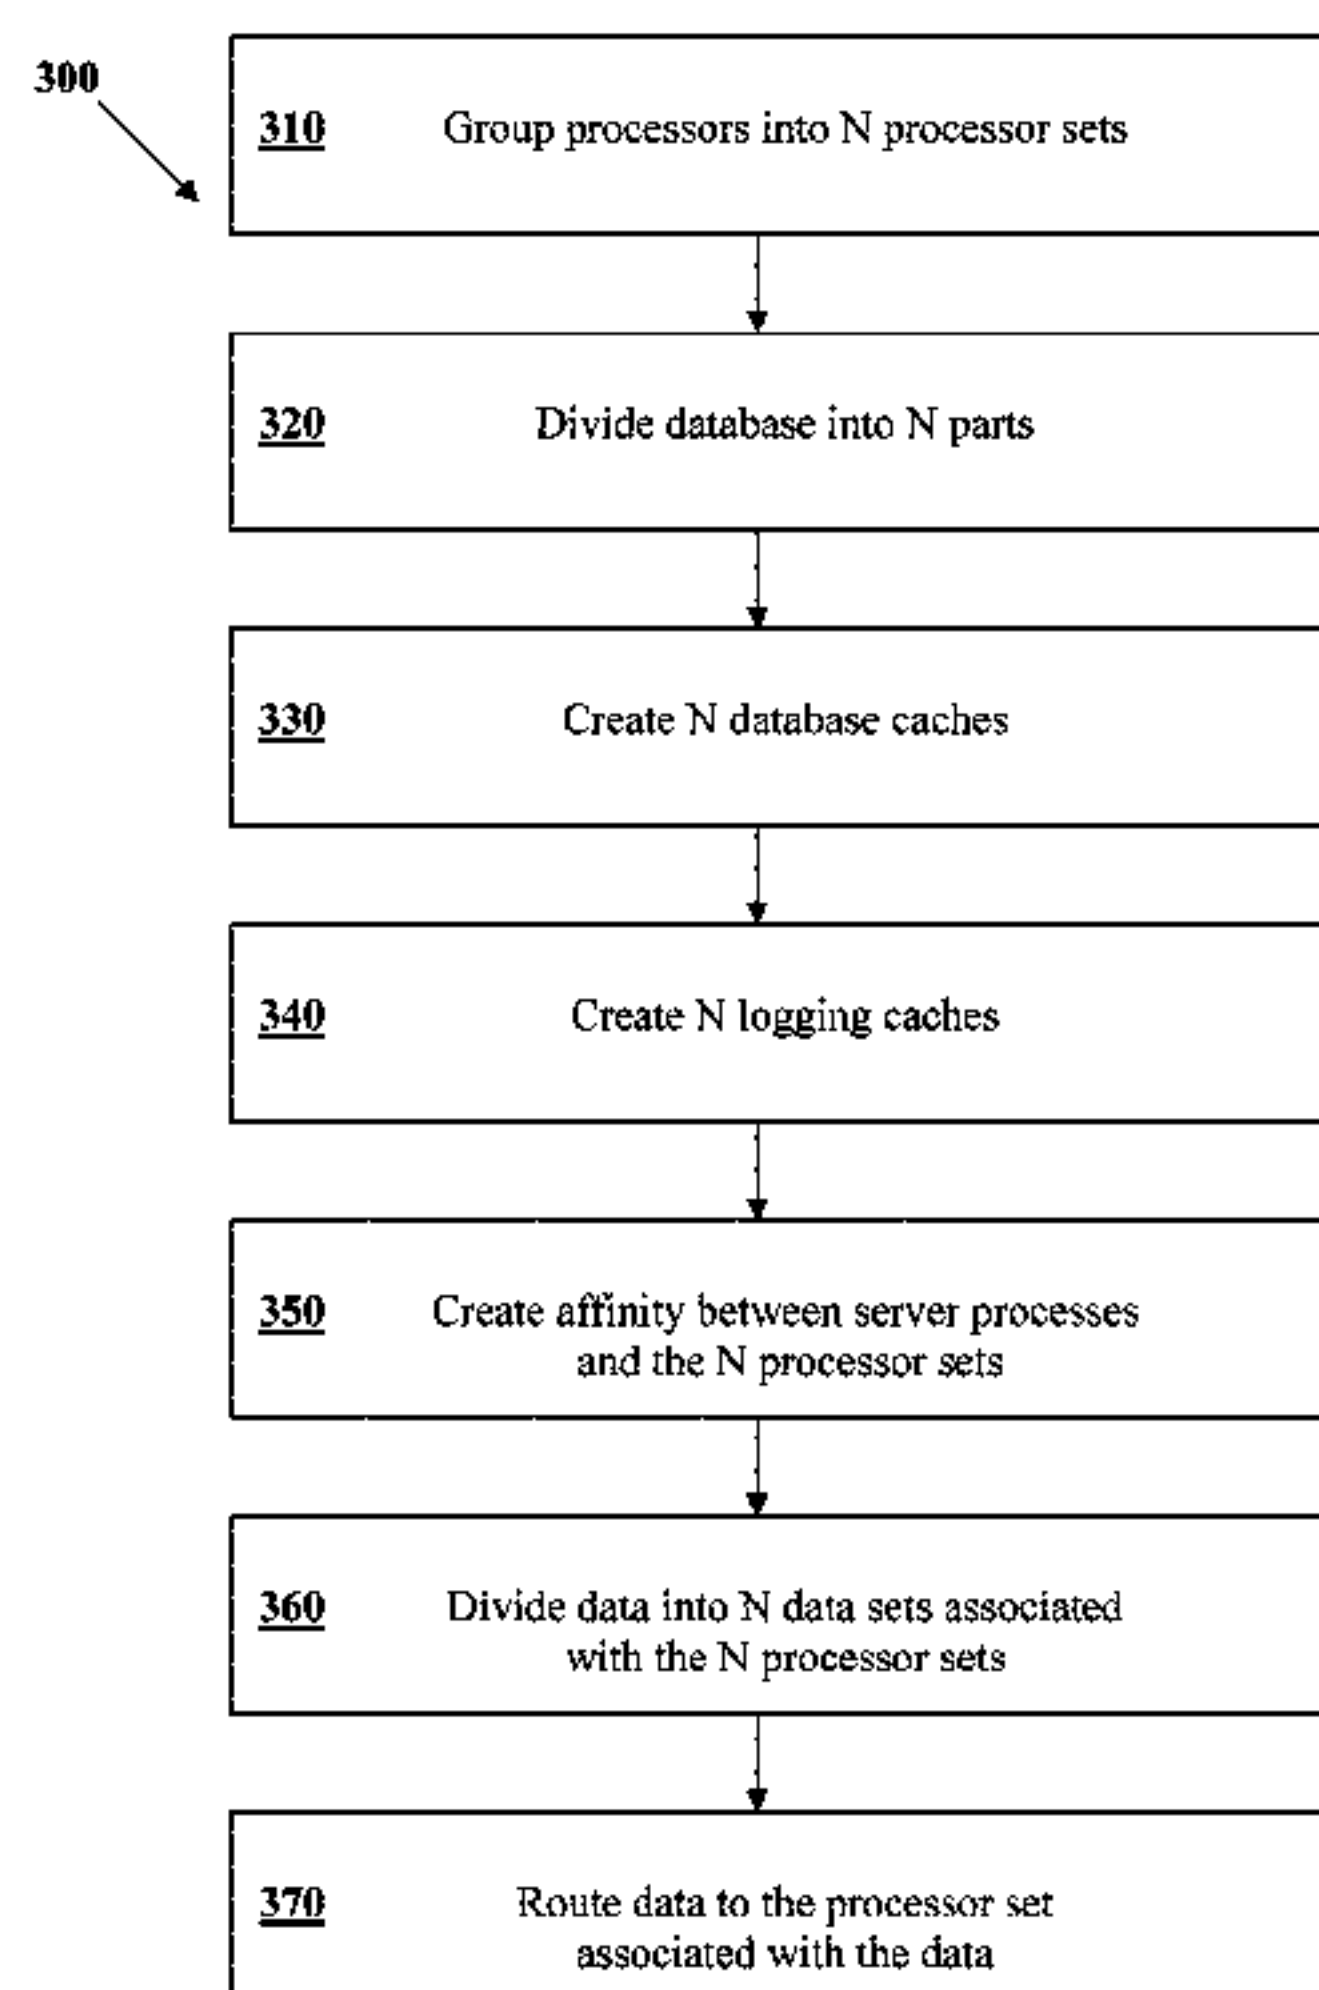 300
310 Group processors into N processor sets
320 Divide database into N parts
330 Create N database caches
340 Create N logging caches
350 Create affinity between server processes
and the N processor sets
360 Divide data into N data sets associated
with the N processor sets
370 Route data to the processor set
associated with the data